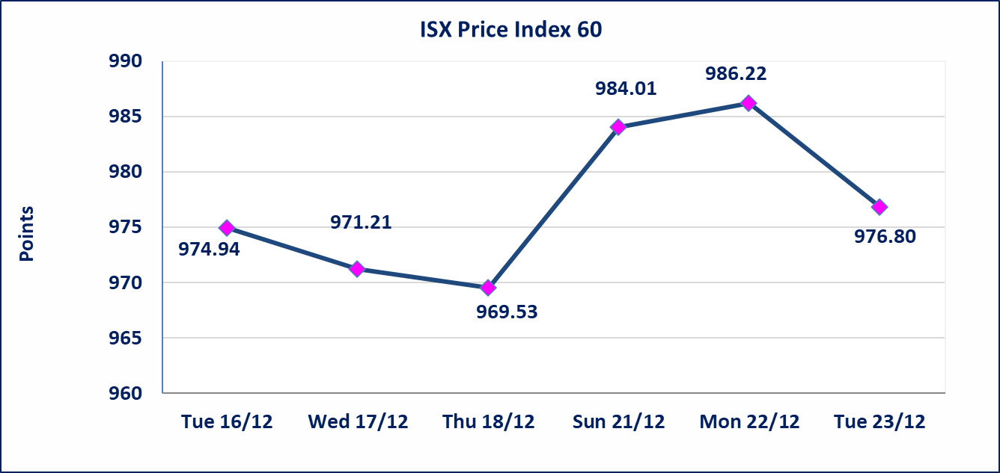 ISX Price Index 60
Points
990
985
980
975
970
965
960
974.94
971.21
969.53
984.01
986.22
976.80
Tue 16/12
Wed 17/12
Thu 18/12
Sun 21/12
Mon 22/12
Tue 23/12